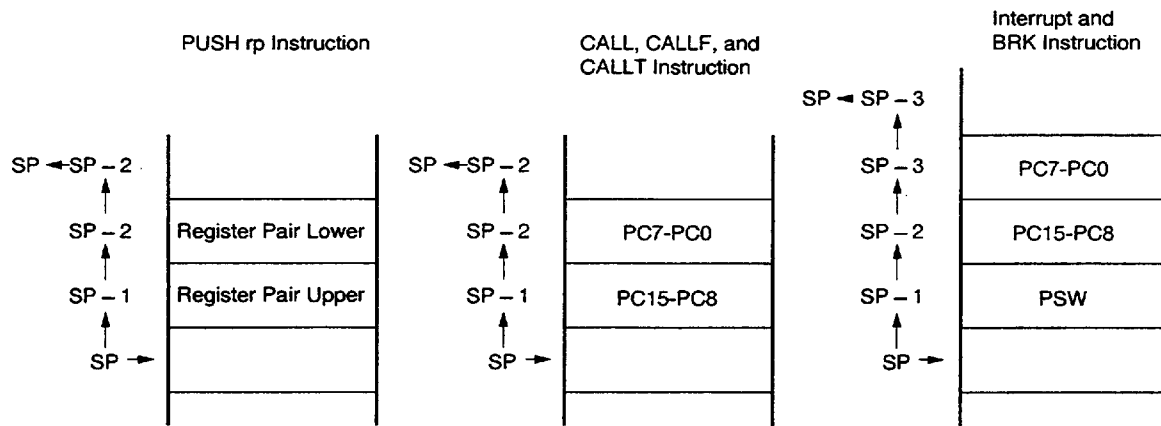 PUSH rp Instruction
SP SP – 2
SP – 2 Register Pair Lower
SP – 1 Register Pair Upper
SP
CALL, CALLF, and
CALLT Instruction
SP SP – 2
SP – 2 PC7-PC0
SP – 1 PC15-PC8
SP
Interrupt and
BRK Instruction
SP SP – 3
SP – 3 PC7-PC0
SP – 2 PC15-PC8
SP – 1 PSW
SP